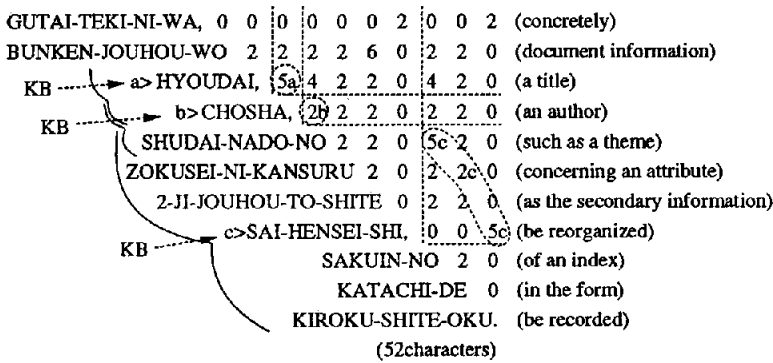 GUTAI-TEKI-NI-WA, 0 0 0 0 0 0 2 0 0 2 (concretely)
BUNKEN-JOUHOU-WO 2 2 2 2 6 0 2 2 0 (document information)
KB a>HYOUDAI, 5a 4 2 2 0 4 2 0 (a title)
KB b>CHOSHA, 2b 2 2 0 2 2 0 (an author)
SHUDAI-NADO-NO 2 2 0 5c 2 0 (such as a theme)
ZOKUSEI-NI-KANSURU 2 0 2 2c 0 (concerning an attribute)
2-JI-JOUHOU-TO-SHITE 0 2 2 0 (as the secondary information)
KB c>SAI-HENSEI-SHI, 0 0 5c (be reorganized)
SAKUIN-NO 2 0 (of an index)
KATACHI-DE 0 (in the form)
KIROKU-SHITE-OKU. (be recorded)
(52characters)